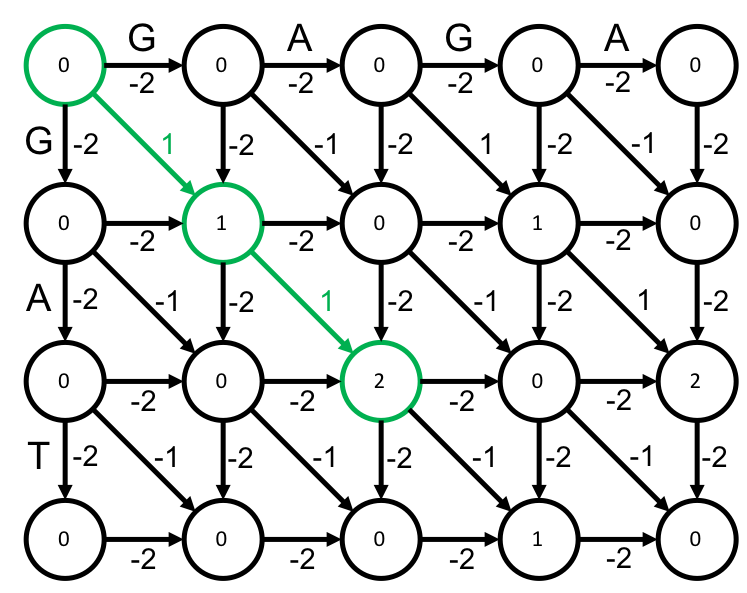 G A G A
0 -2 0 -2 0 -2 0 -2 0
G -2 1 -2 -1 -2 1 -2 -1 -2
0 -2 1 -2 0 -2 1 -2 0
A -2 -1 -2 1 -2 -1 -2 1 -2
0 -2 0 -2 2 -2 0 -2 2
T -2 -1 -2 -1 -2 -1 -2 -1 -2
0 -2 0 -2 0 -2 1 -2 0